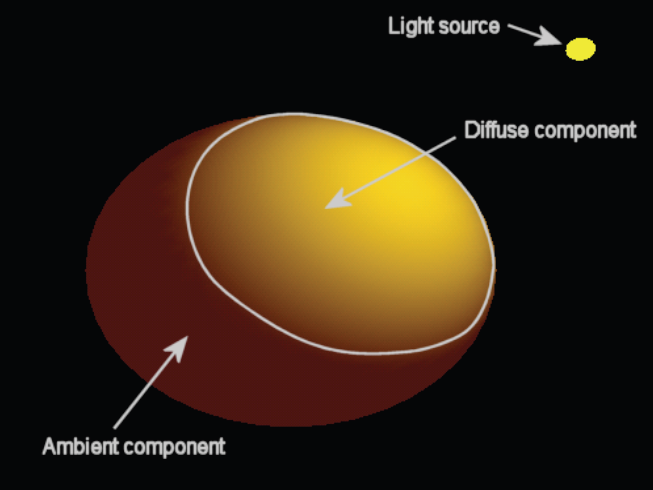 Light source
Diffuse component
Ambient component